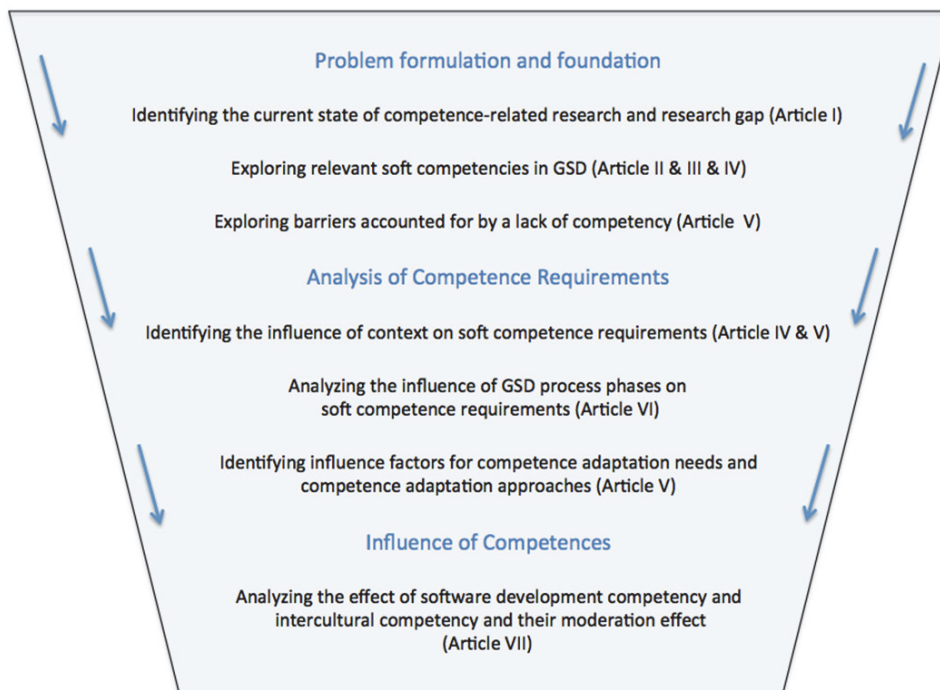 Problem formulation and foundation
Identifying the current state of competence-related research and research gap (Article I)
Exploring relevant soft competencies in GSD (Article II & III & IV)
Exploring barriers accounted for by a lack of competency (Article  V)
Analysis of Competence Requirements
Identifying the influence of context on soft competence requirements (Article IV & V)
Analyzing the influence of GSD process phases on
soft competence requirements (Article VI)
Identifying influence factors for competence adaptation needs and
competence adaptation approaches (Article V)
Influence of Competences
Analyzing the effect of software development competency and
intercultural competency and their moderation effect
(Article VII)